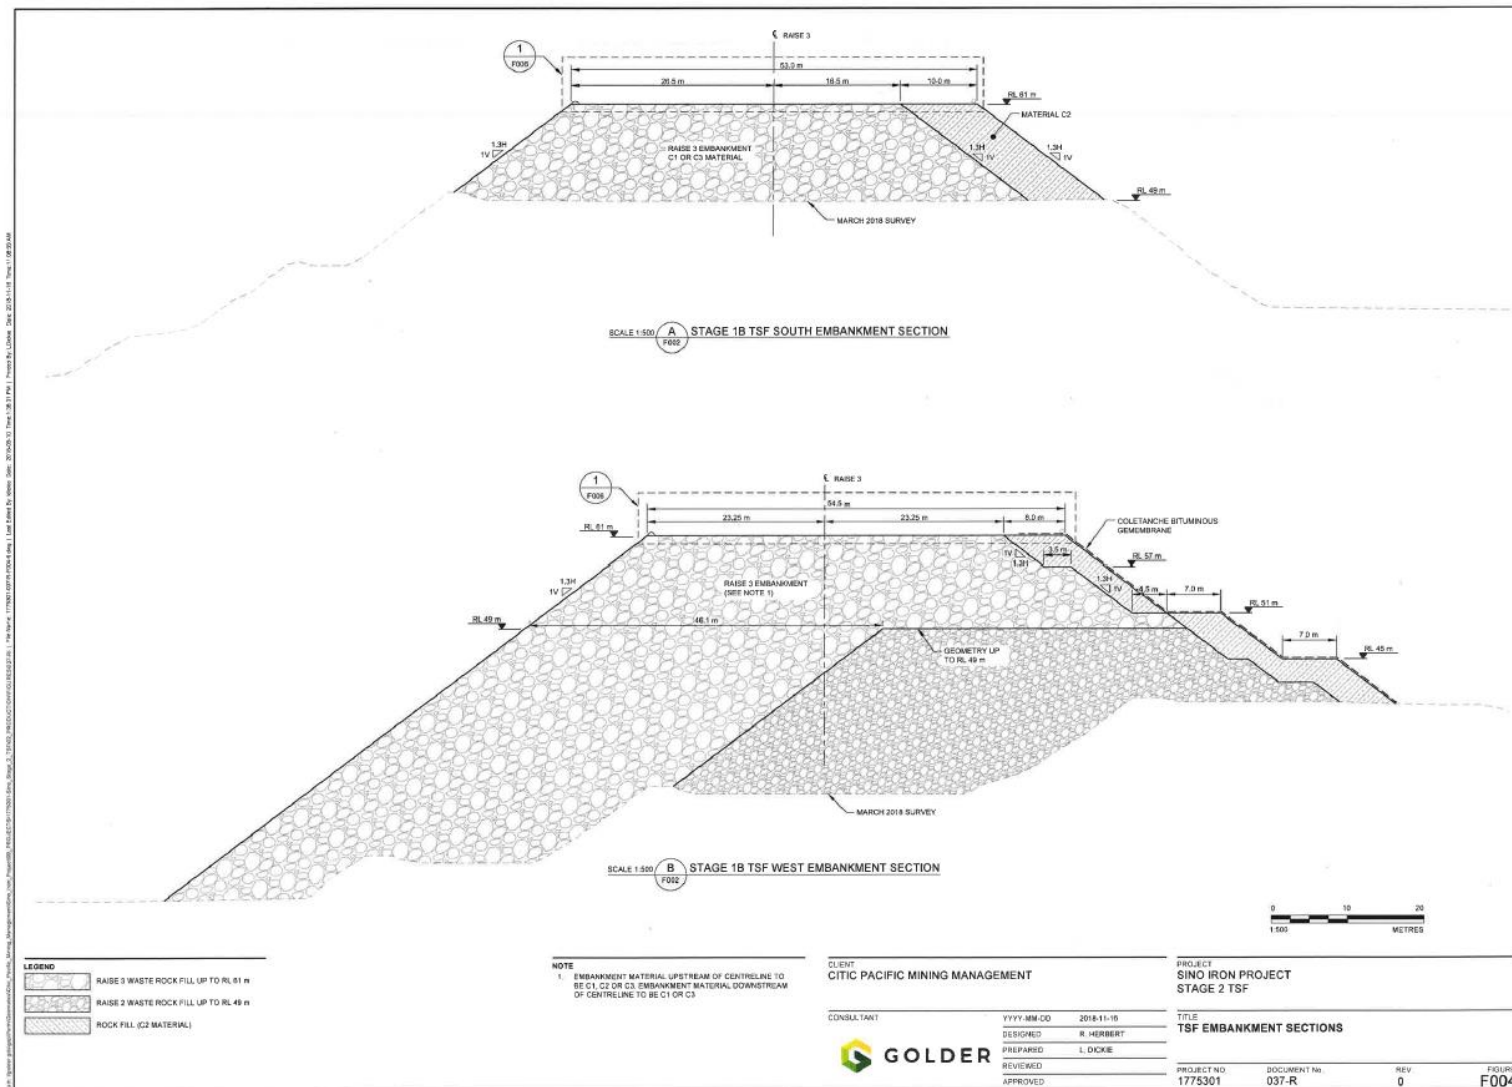 ℄ RAISE 3
1
F006
53.0 m
26.5 m
16.5 m
10.0 m
RL 61 m
MATERIAL C2
1.3H
1V
RAISE 3 EMBANKMENT
C1 OR C3 MATERIAL
1.3H
1V
1.3H
1V
RL 49 m
MARCH 2018 SURVEY
SCALE 1:500
A
F002
STAGE 1B TSF SOUTH EMBANKMENT SECTION
℄ RAISE 3
1
F006
54.5 m
23.25 m
23.25 m
8.0 m
RL 61 m
COLETANCHE BITUMINOUS
GEMEMBRANE
1V
1.3H
3.5 m
RL 57 m
1.3H
1V
RAISE 3 EMBANKMENT
(SEE NOTE 1)
1.3H
1V
4.5 m
7.0 m
RL 51 m
RL 49 m
46.1 m
GEOMETRY UP
TO RL 49 m
7.0 m
RL 45 m
MARCH 2018 SURVEY
SCALE 1:500
B
F002
STAGE 1B TSF WEST EMBANKMENT SECTION
0 10 20
1:500 METRES
LEGEND
RAISE 3 WASTE ROCK FILL UP TO RL 61 m
RAISE 2 WASTE ROCK FILL UP TO RL 49 m
ROCK FILL (C2 MATERIAL)
NOTE
1. EMBANKMENT MATERIAL UPSTREAM OF CENTRELINE TO
BE C1, C2 OR C3. EMBANKMENT MATERIAL DOWNSTREAM
OF CENTRELINE TO BE C1 OR C3
CLIENT
CITIC PACIFIC MINING MANAGEMENT
PROJECT
SINO IRON PROJECT
STAGE 2 TSF
CONSULTANT
GOLDER
YYYY-MM-DD 2018-11-15
DESIGNED R. HERBERT
PREPARED L. DICKIE
REVIEWED
APPROVED
TITLE
TSF EMBANKMENT SECTIONS
PROJECT NO. DOCUMENT No. REV FIGURE
1775301 037-R 0 F004